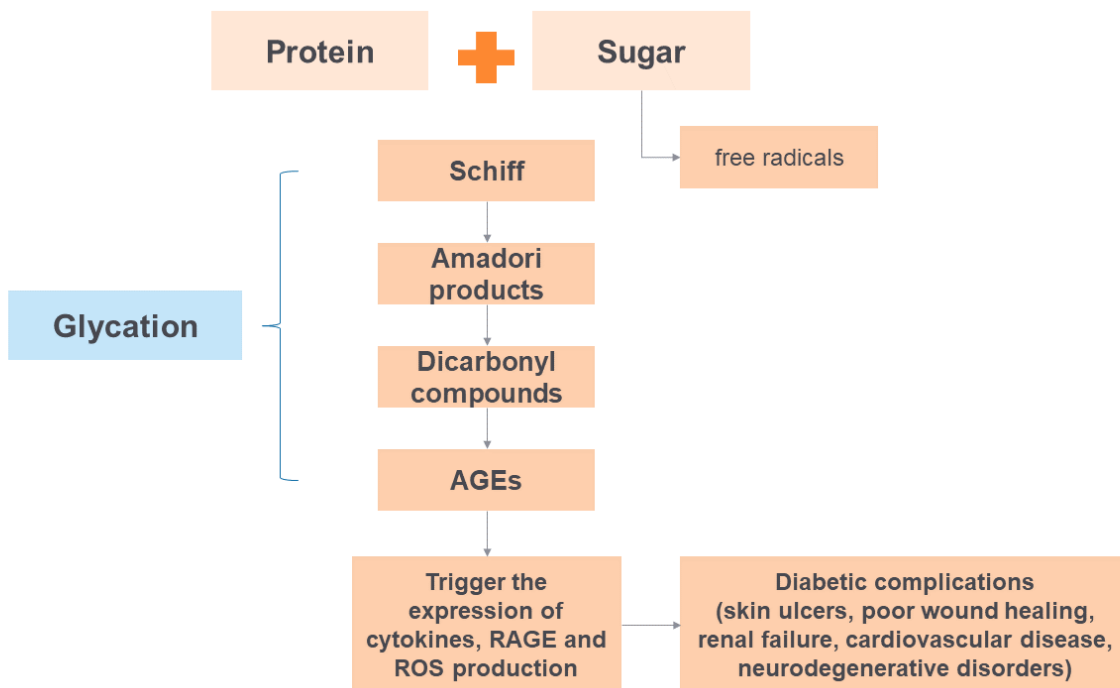 Protein
Sugar
free radicals
Schiff
Amadori
products
Glycation
Dicarbonyl
compounds
AGEs
Trigger the
expression of
cytokines, RAGE and
ROS production
Diabetic complications
(skin ulcers, poor wound healing,
renal failure, cardiovascular disease,
neurodegenerative disorders)